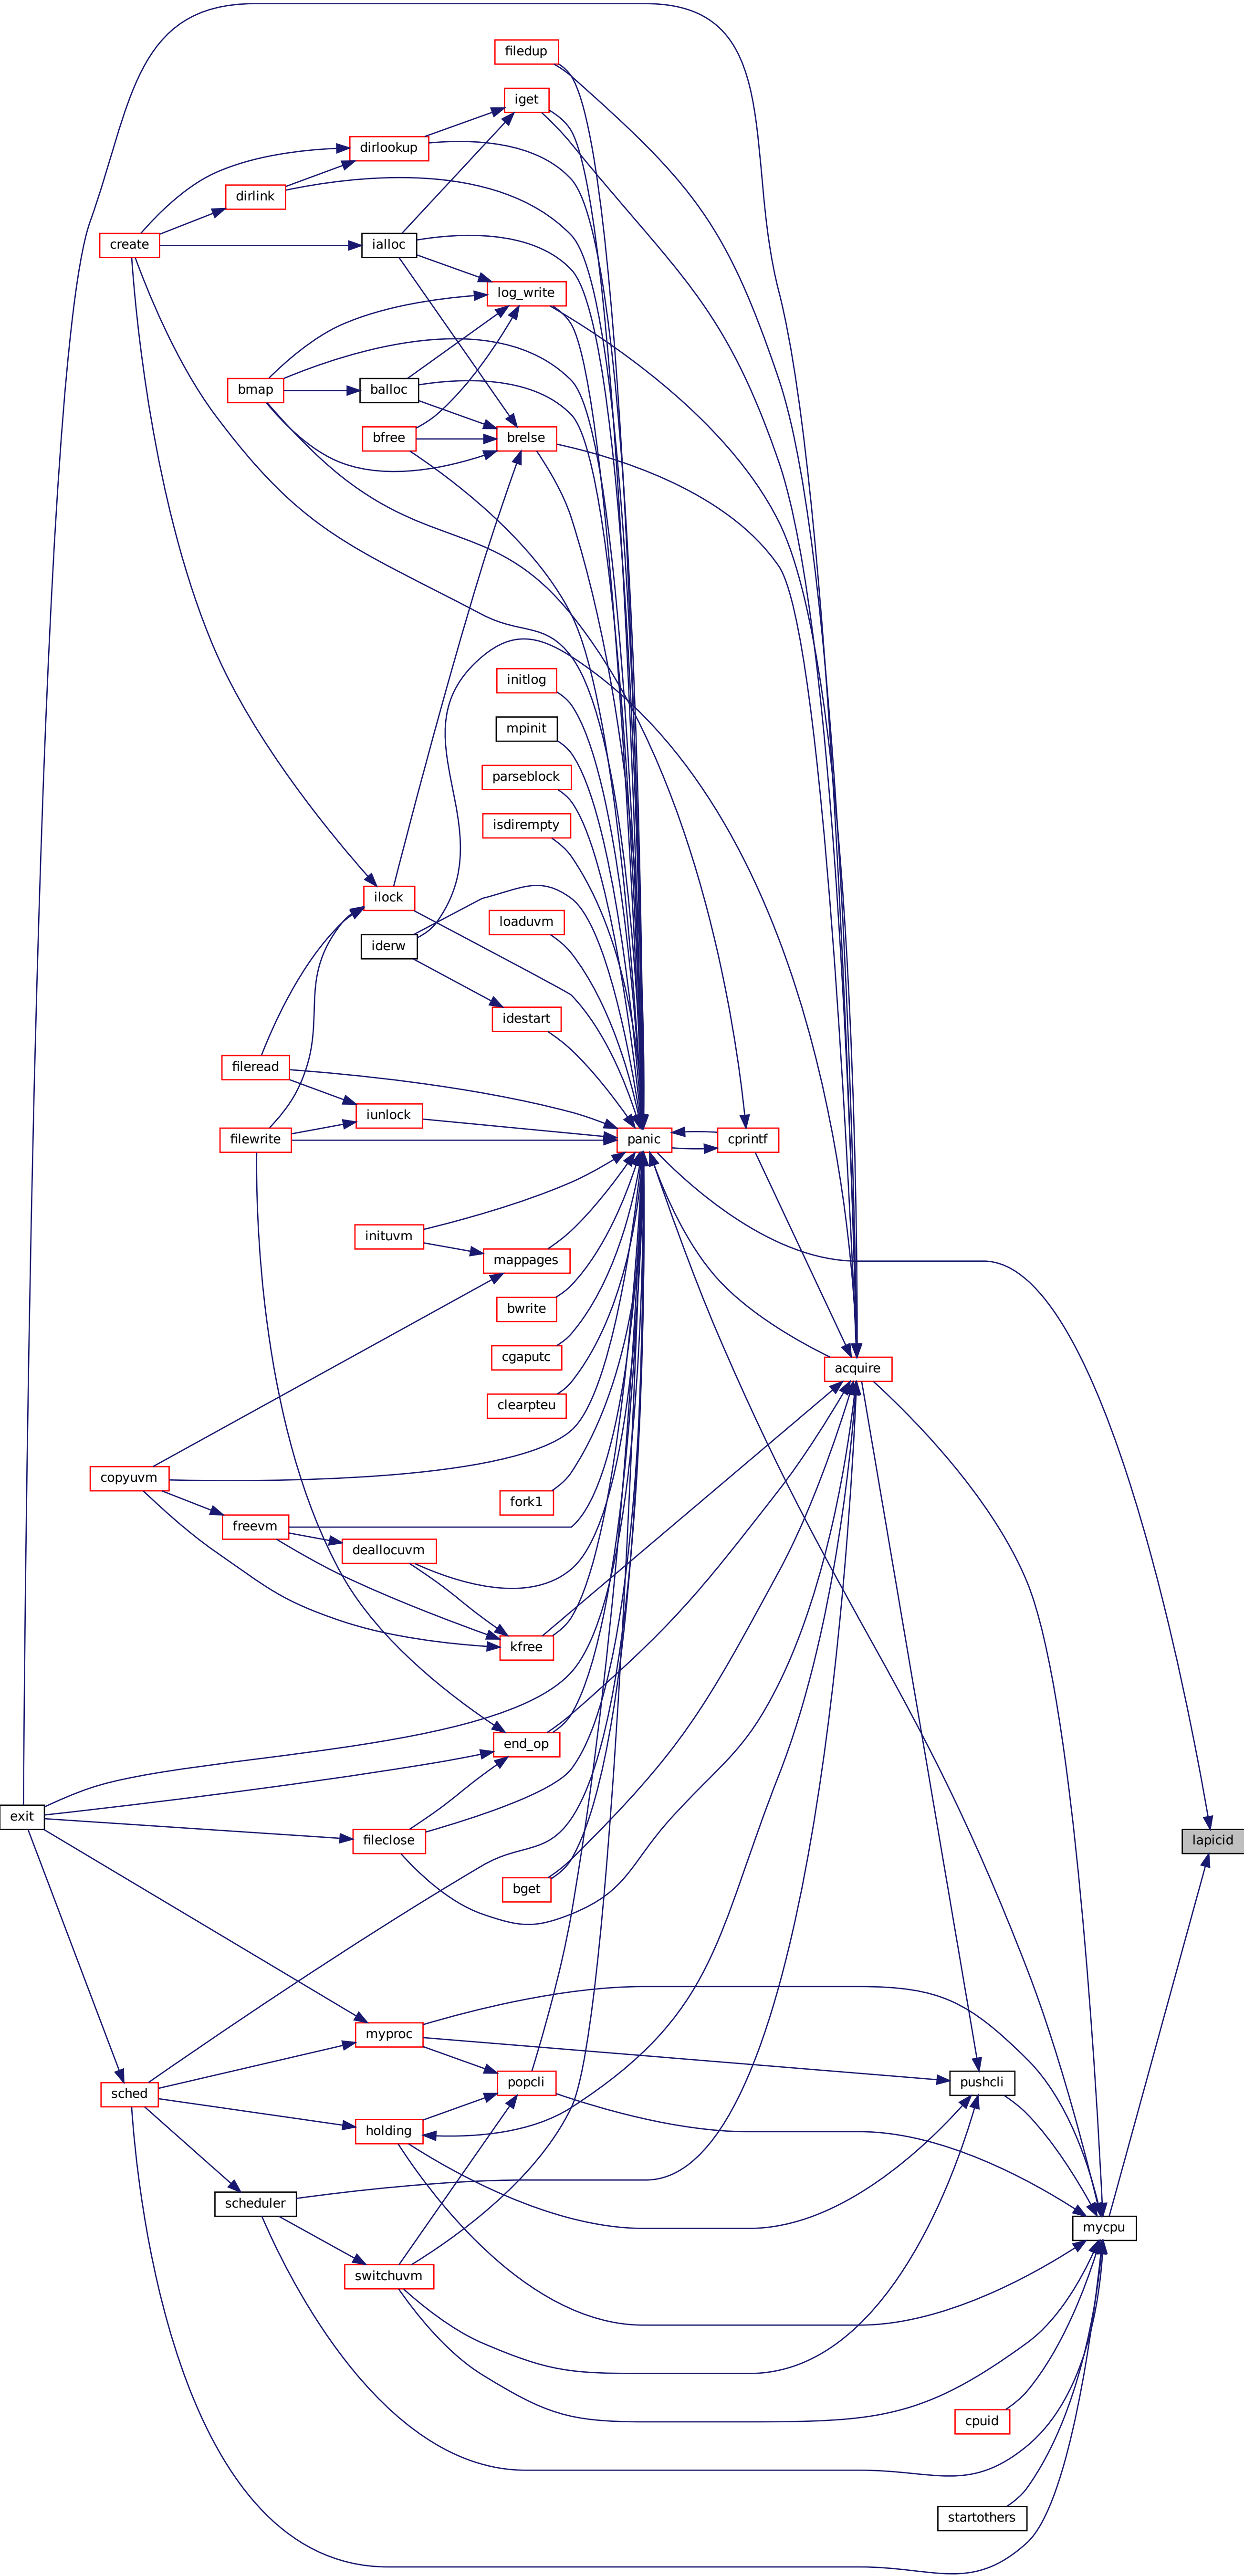 filedup
iget
dirlookup
dirlink
create
ialloc
log_write
bmap
balloc
bfree
brelse
initlog
mpinit
parseblock
isdirempty
ilock
loaduvm
iderw
idestart
fileread
iunlock
filewrite
panic
cprintf
inituvm
mappages
bwrite
cgaputc
acquire
clearpteu
copyuvm
fork1
freevm
deallocuvm
kfree
end_op
exit
fileclose
lapicid
bget
myproc
popcli
pushcli
sched
holding
scheduler
mycpu
switchuvm
cpuid
startothers